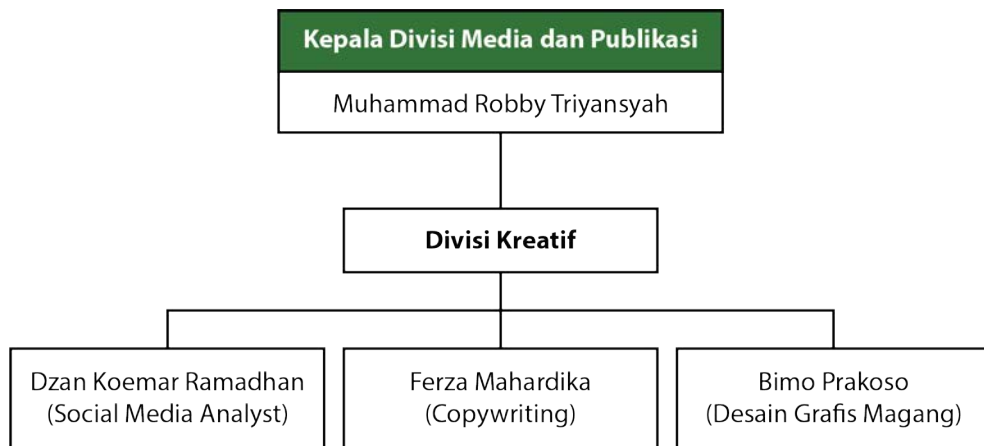 Kepala Divisi Media dan Publikasi
Muhammad Robby Triyansyah
Divisi Kreatif
Dzan Koemar Ramadhan
(Social Media Analyst)
Ferza Mahardika
(Copywriting)
Bimo Prakoso
(Desain Grafis Magang)